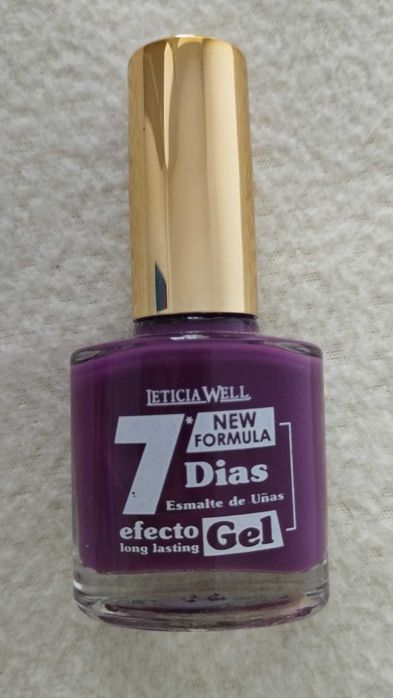 LETICIA WELL
7*
NEW
FORMULA
Dias
Esmalte de Uñas
efecto Gel
long lasting